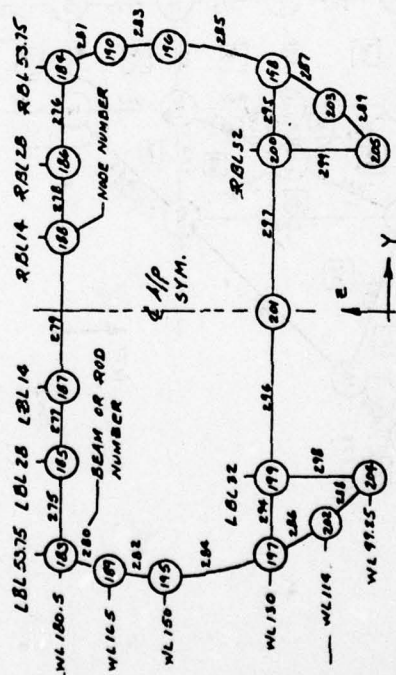 LBL 53.75
LBL 28
LBL 14
RBL 14
RBL 28
RBL 53.75
WL 180.5
183
275
185
277
187
279
188
278
186
276
184
BEAM OR ROD NUMBER
NODE NUMBER
280
281
WL 165
189
190
282
283
WL 150
195
196
₵ A/P SYM.
284
285
LBL 32
RBL 32
WL 130
197
294
199
296
201
297
200
295
198
286
287
WL 114
202
203
298
299
288
289
WL 99.25
204
205
Z
Y